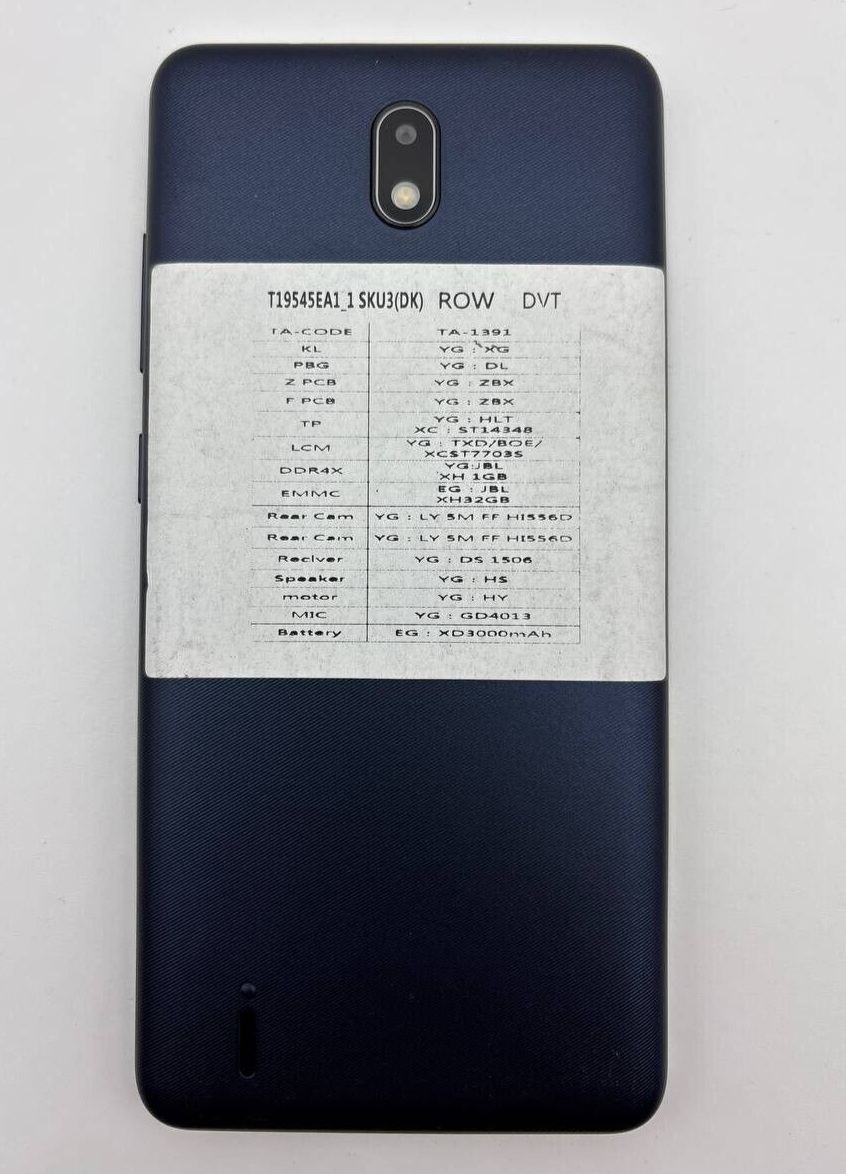 T19545EA1_1 SKU3(DK) ROW DVT
TA-CODE TA-1391
KL YG : XG
PBG YG : DL
Z PCB YG : ZBX
F PCB YG : ZBX
TP YG : HLT
XC : ST14348
LCM YG : TXD/BOE/
XCST7703S
DDR4X YG:JBL
XH 1GB
EMMC EG : JBL
XH32GB
Rear Cam YG : LY 5M FF HI556D
Rear Cam YG : LY 5M FF HI556D
Reciver YG : DS 1506
Speaker YG : HS
motor YG : HY
MIC YG : GD4013
Battery EG : XD3000mAh